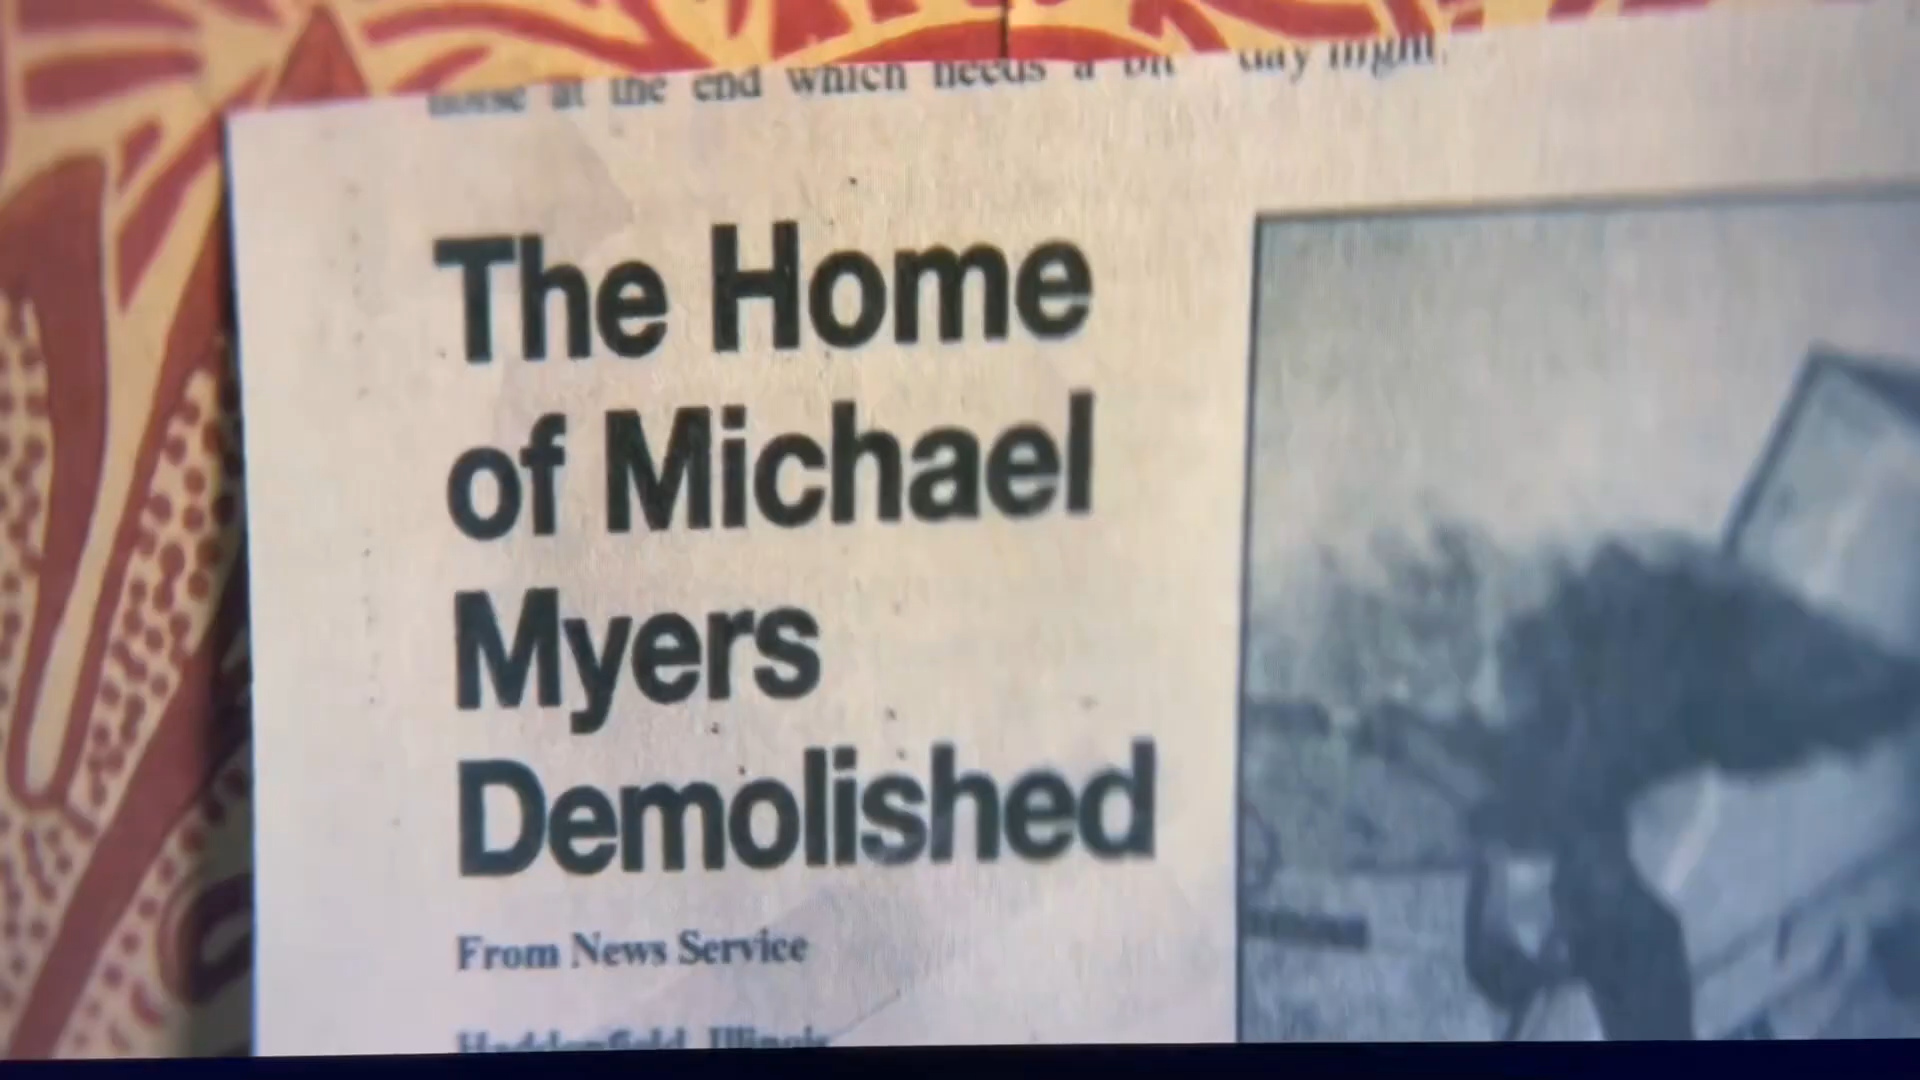 house at the end which needs a bit day night.
The Home
of Michael
Myers
Demolished
From News Service
Haddonfield, Illinois